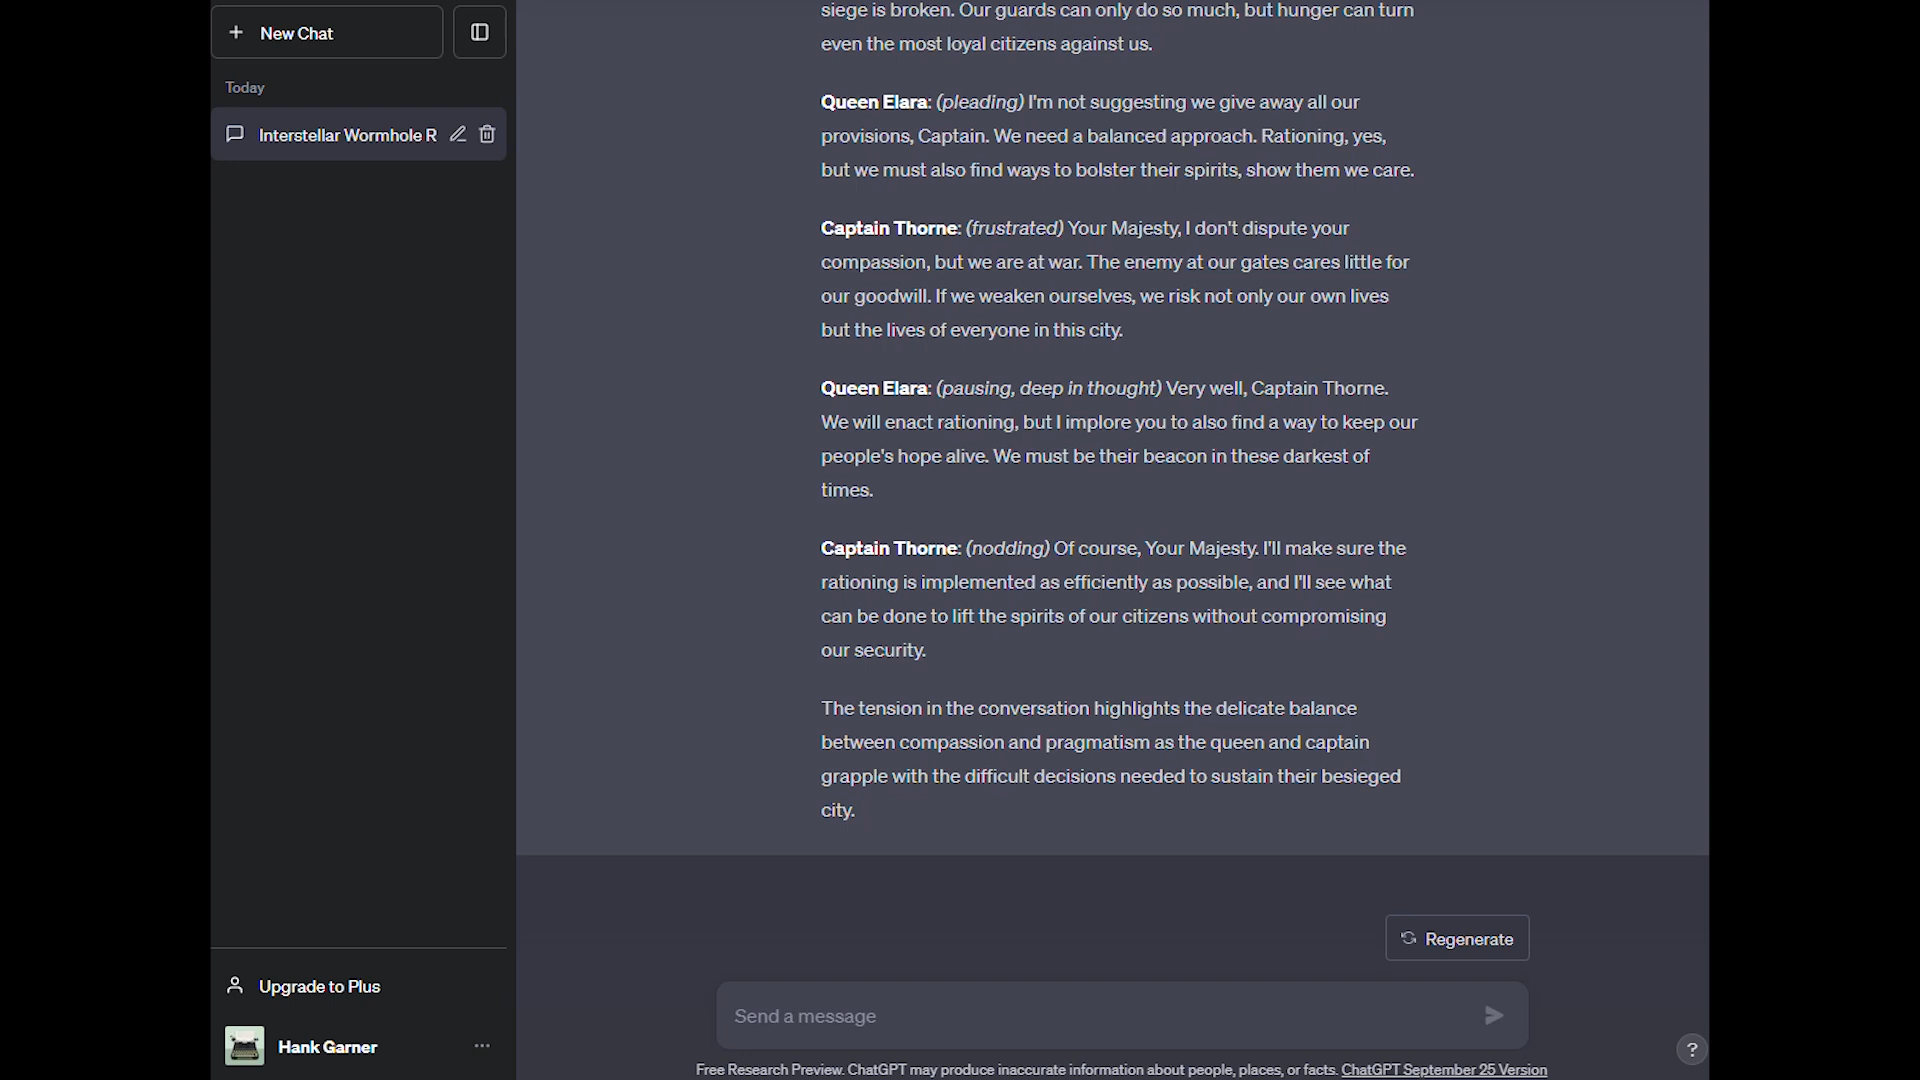 New Chat
Today
Interstellar Wormhole R
Upgrade to Plus
Hank Garner
siege is broken. Our guards can only do so much, but hunger can turn
even the most loyal citizens against us.
Queen Elara: (pleading) I'm not suggesting we give away all our
provisions, Captain. We need a balanced approach. Rationing, yes,
but we must also find ways to bolster their spirits, show them we care.
Captain Thorne: (frustrated) Your Majesty, I don't dispute your
compassion, but we are at war. The enemy at our gates cares little for
our goodwill. If we weaken ourselves, we risk not only our own lives
but the lives of everyone in this city.
Queen Elara: (pausing, deep in thought) Very well, Captain Thorne.
We will enact rationing, but I implore you to also find a way to keep our
people's hope alive. We must be their beacon in these darkest of
times.
Captain Thorne: (nodding) Of course, Your Majesty. I'll make sure the
rationing is implemented as efficiently as possible, and I'll see what
can be done to lift the spirits of our citizens without compromising
our security.
The tension in the conversation highlights the delicate balance
between compassion and pragmatism as the queen and captain
grapple with the difficult decisions needed to sustain their besieged
city.
Regenerate
Send a message
?
Free Research Preview. ChatGPT may produce inaccurate information about people, places, or facts. ChatGPT September 25 Version